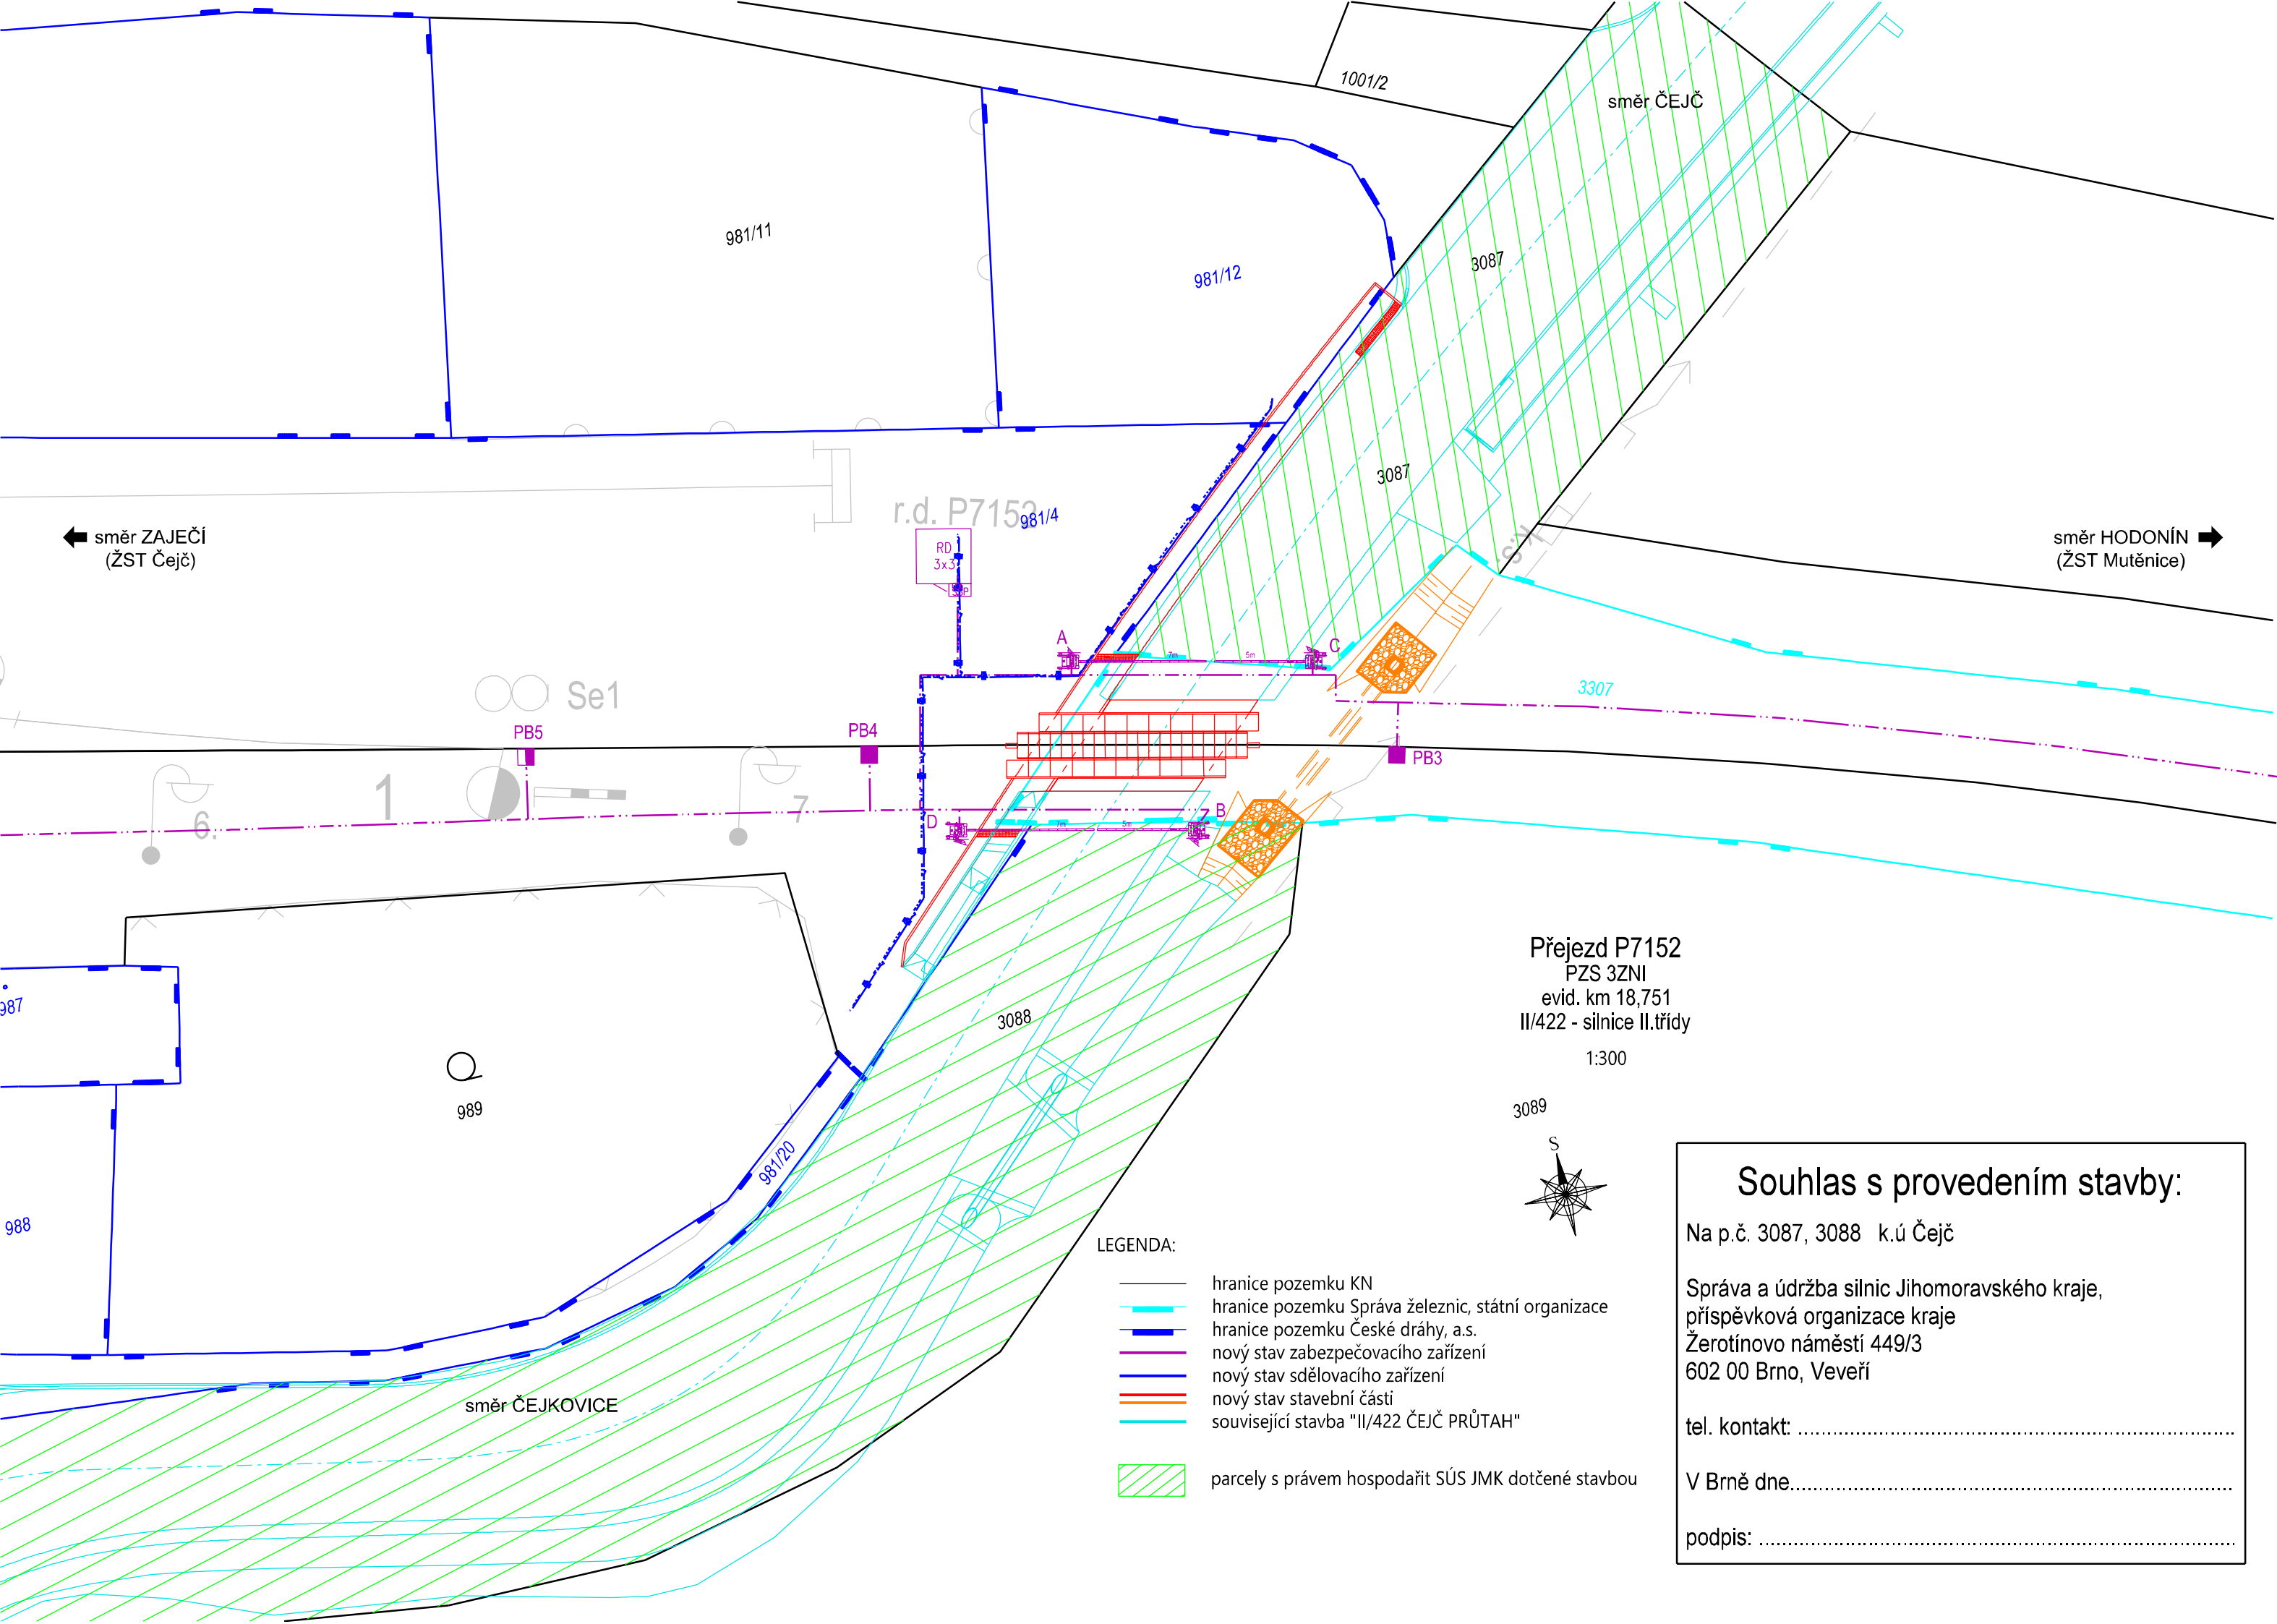 1001/2
směr ČEJČ
981/11
981/12
3087
3087
r.d. P7152
981/4
směr ZAJEČÍ
(ŽST Čejč)
směr HODONÍN
(ŽST Mutěnice)
RD
3x3
k.s.
A
7m
5m
C
3307
Se1
PB5
PB4
PB3
1
6.
7
D
7m
5m
B
987
988
989
981/20
3088
směr ČEJKOVICE
Přejezd P7152
PZS 3ZNI
evid. km 18,751
II/422 - silnice II.třídy
1:300
3089
S
LEGENDA:
hranice pozemku KN
hranice pozemku Správa železnic, státní organizace
hranice pozemku České dráhy, a.s.
nový stav zabezpečovacího zařízení
nový stav sdělovacího zařízení
nový stav stavební části
související stavba "II/422 ČEJČ PRŮTAH"
parcely s právem hospodařit SÚS JMK dotčené stavbou
Souhlas s provedením stavby:
Na p.č. 3087, 3088 k.ú Čejč
Správa a údržba silnic Jihomoravského kraje,
příspěvková organizace kraje
Žerotínovo náměstí 449/3
602 00 Brno, Veveří
tel. kontakt: ................................................................
V Brně dne................................................................
podpis: ................................................................